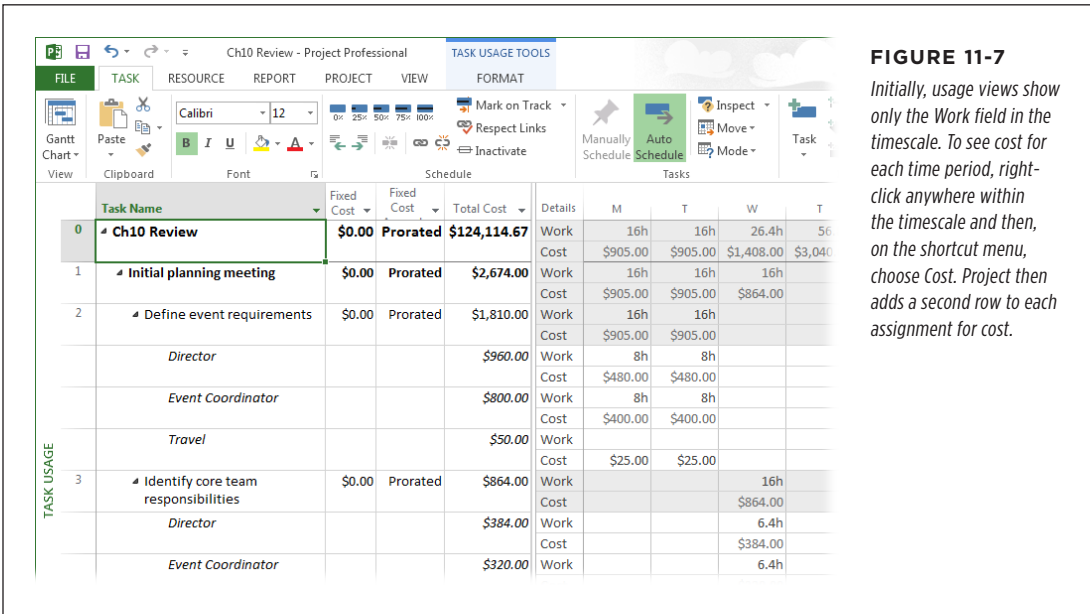 Ch10 Review - Project Professional
TASK USAGE TOOLS
FILE TASK RESOURCE REPORT PROJECT VIEW FORMAT
Gantt Chart
View
Paste
Clipboard
Calibri 12
B I U A
Font
0× 25× 50× 75× 100×
Mark on Track
Respect Links
Inactivate
Schedule
Manually Schedule
Auto Schedule
Inspect
Move
Mode
Tasks
Task
Task Name Fixed Cost Fixed Cost Total Cost Details M T W T
0 Ch10 Review $0.00 Prorated $124,114.67 Work 16h 16h 26.4h 56
Cost $905.00 $905.00 $1,408.00 $3,040
1 Initial planning meeting $0.00 Prorated $2,674.00 Work 16h 16h 16h
Cost $905.00 $905.00 $864.00
2 Define event requirements $0.00 Prorated $1,810.00 Work 16h 16h
Cost $905.00 $905.00
Director $960.00 Work 8h 8h
Cost $480.00 $480.00
Event Coordinator $800.00 Work 8h 8h
Cost $400.00 $400.00
Travel $50.00 Work
Cost $25.00 $25.00
3 Identify core team responsibilities $0.00 Prorated $864.00 Work 16h
Cost $864.00
Director $384.00 Work 6.4h
Cost $384.00
Event Coordinator $320.00 Work 6.4h
TASK USAGE
FIGURE 11-7
Initially, usage views show
only the Work field in the
timescale. To see cost for
each time period, right-
click anywhere within
the timescale and then,
on the shortcut menu,
choose Cost. Project then
adds a second row to each
assignment for cost.